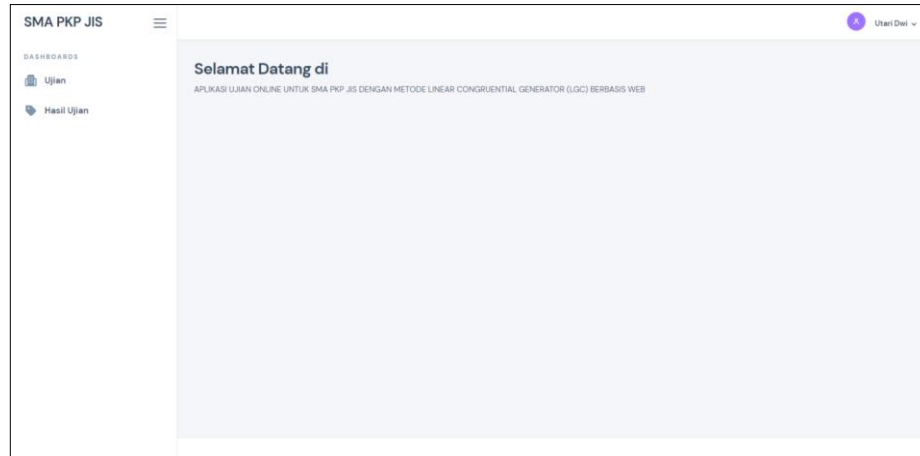 SMA PKP JIS
Utari Dwi
DASHBOARDS
Ujian
Hasil Ujian
Selamat Datang di
APLIKASI UJIAN ONLINE UNTUK SMA PKP JIS DENGAN METODE LINEAR CONGRUENTIAL GENERATOR (LGC) BERBASIS WEB